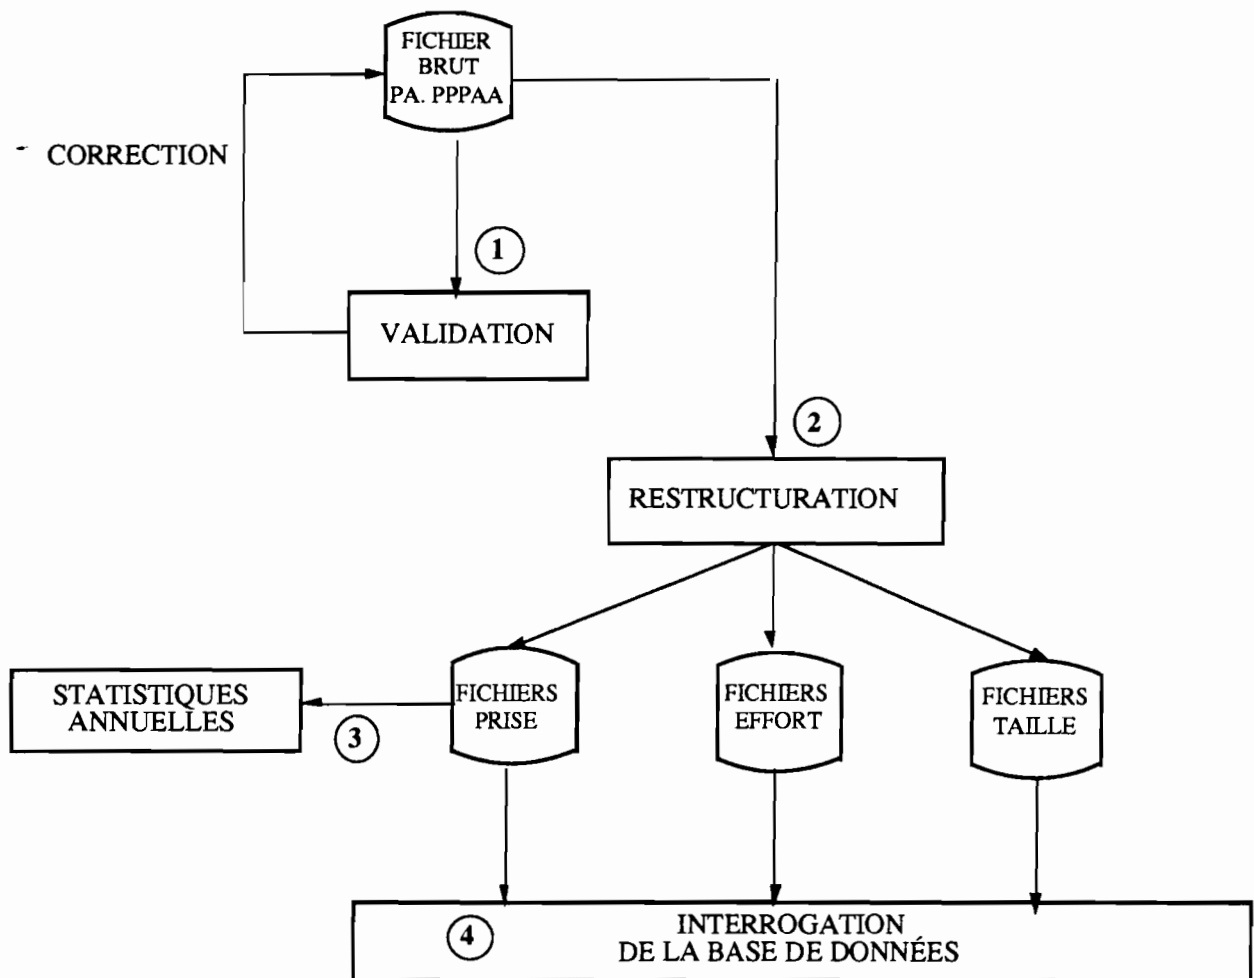 FICHIER
BRUT
PA. PPPAA
CORRECTION
1
VALIDATION
2
RESTRUCTURATION
STATISTIQUES
ANNUELLES
3
FICHIERS
PRISE
FICHIERS
EFFORT
FICHIERS
TAILLE
4
INTERROGATION
DE LA BASE DE DONNÉES